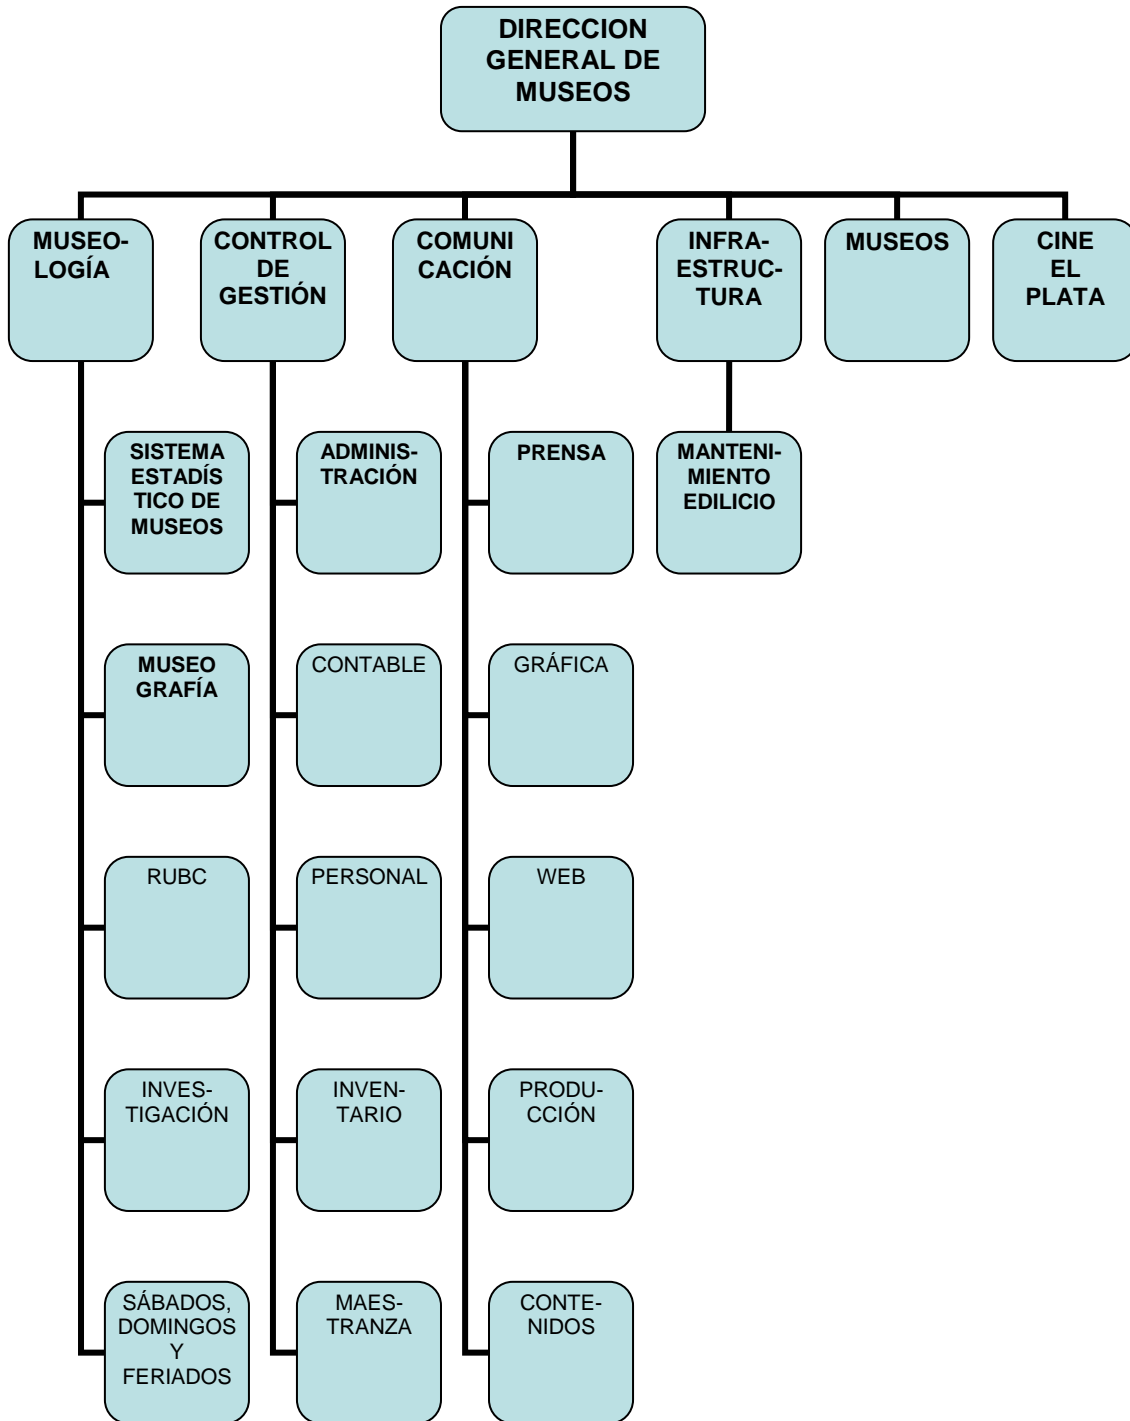 DIRECCION
GENERAL DE
MUSEOS
MUSEO-
LOGÍA
CONTROL
DE
GESTIÓN
COMUNI
CACIÓN
INFRA-
ESTRUC-
TURA
MUSEOS
CINE
EL
PLATA
SISTEMA
ESTADÍS
TICO DE
MUSEOS
ADMINIS-
TRACIÓN
PRENSA
MANTENI-
MIENTO
EDILICIO
MUSEO
GRAFÍA
CONTABLE
GRÁFICA
RUBC
PERSONAL
WEB
INVES-
TIGACIÓN
INVEN-
TARIO
PRODU-
CCIÓN
SÁBADOS,
DOMINGOS
Y
FERIADOS
MAES-
TRANZA
CONTE-
NIDOS